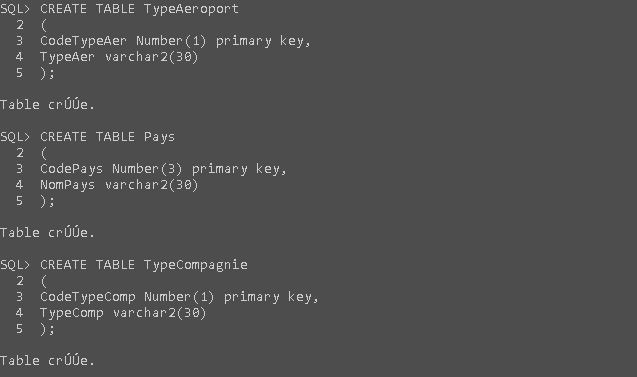 SQL> CREATE TABLE TypeAeroport
  2  (
  3  CodeTypeAer Number(1) primary key,
  4  TypeAer varchar2(30)
  5  );
Table crÚÚe.
SQL> CREATE TABLE Pays
  2  (
  3  CodePays Number(3) primary key,
  4  NomPays varchar2(30)
  5  );
Table crÚÚe.
SQL> CREATE TABLE TypeCompagnie
  2  (
  3  CodeTypeComp Number(1) primary key,
  4  TypeComp varchar2(30)
  5  );
Table crÚÚe.